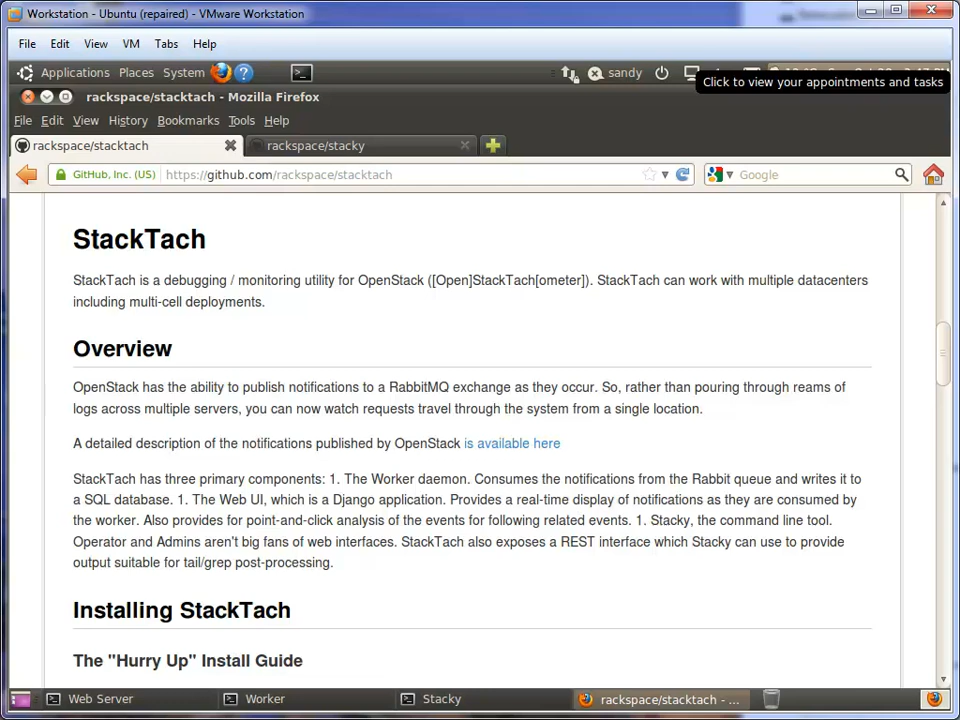 Workstation - Ubuntu (repaired) - VMware Workstation
File Edit View VM Tabs Help
Applications Places System sandy
Click to view your appointments and tasks
rackspace/stacktach - Mozilla Firefox
File Edit View History Bookmarks Tools Help
rackspace/stacktach rackspace/stacky
GitHub, Inc. (US) https://github.com/rackspace/stacktach Google
StackTach
StackTach is a debugging / monitoring utility for OpenStack ([Open]StackTach[ometer]). StackTach can work with multiple datacenters
including multi-cell deployments.
Overview
OpenStack has the ability to publish notifications to a RabbitMQ exchange as they occur. So, rather than pouring through reams of
logs across multiple servers, you can now watch requests travel through the system from a single location.
A detailed description of the notifications published by OpenStack is available here
StackTach has three primary components: 1. The Worker daemon. Consumes the notifications from the Rabbit queue and writes it to
a SQL database. 1. The Web UI, which is a Django application. Provides a real-time display of notifications as they are consumed by
the worker. Also provides for point-and-click analysis of the events for following related events. 1. Stacky, the command line tool.
Operator and Admins aren't big fans of web interfaces. StackTach also exposes a REST interface which Stacky can use to provide
output suitable for tail/grep post-processing.
Installing StackTach
The "Hurry Up" Install Guide
Web Server Worker Stacky rackspace/stacktach - ...